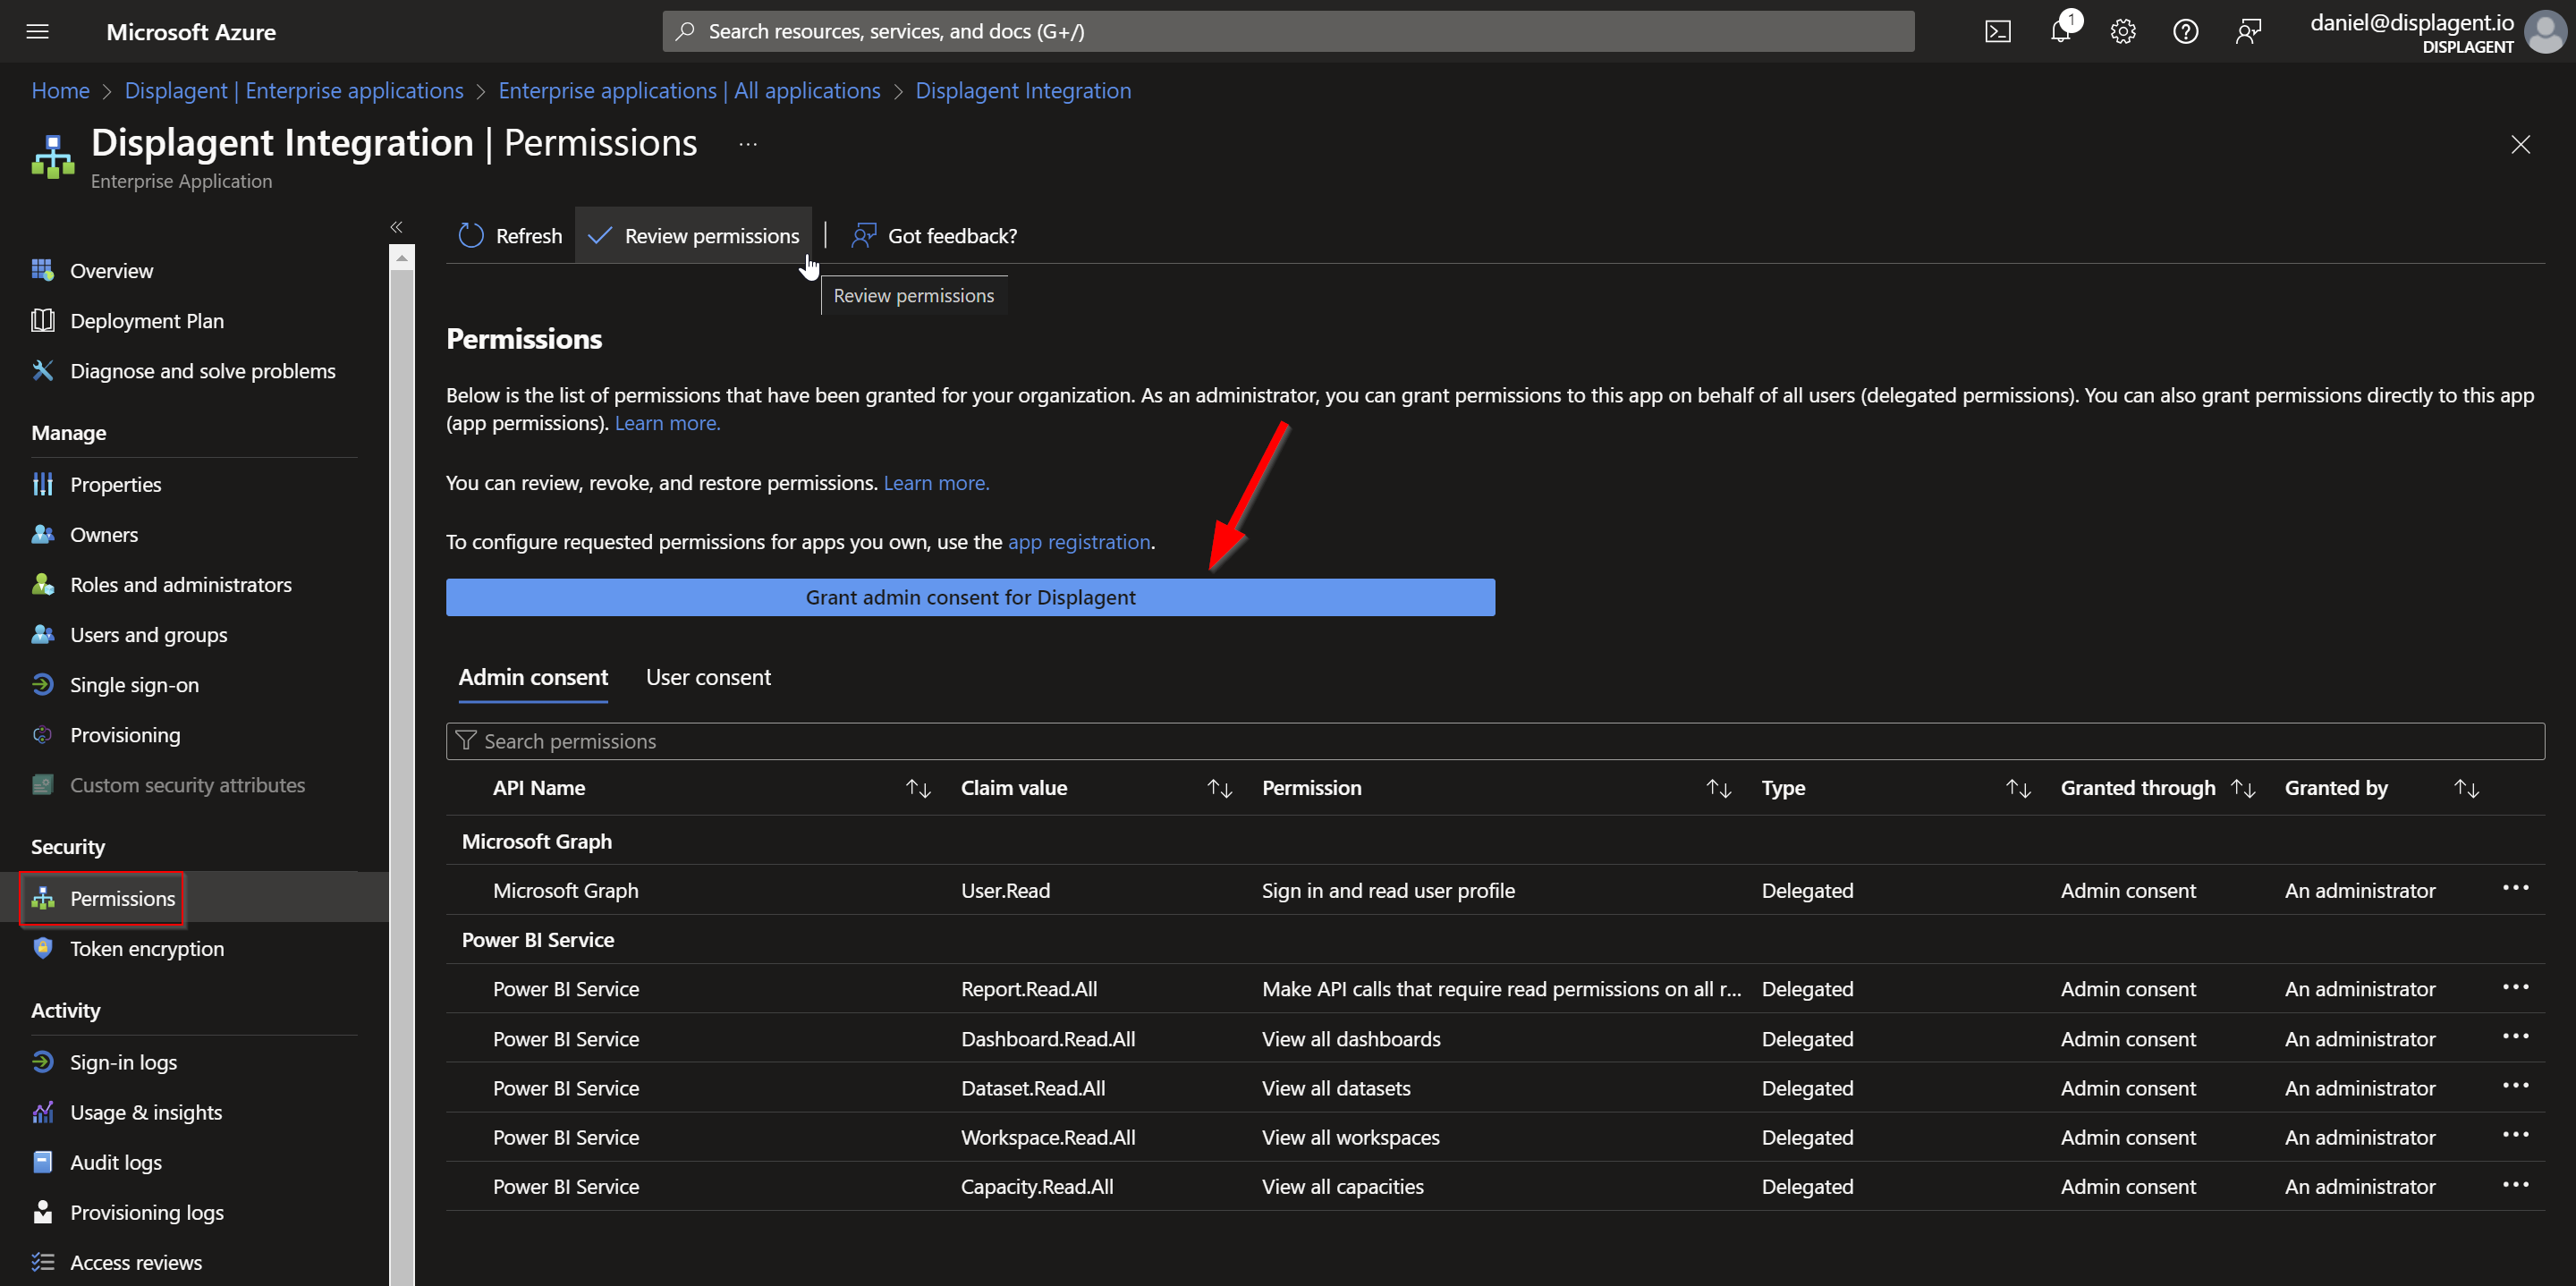 Microsoft Azure
Search resources, services, and docs (G+/)
1
daniel@displagent.io
DISPLAGENT
Home > Displagent | Enterprise applications > Enterprise applications | All applications > Displagent Integration
Displagent Integration | Permissions ...
Enterprise Application
«
Overview
Deployment Plan
Diagnose and solve problems
Manage
Properties
Owners
Roles and administrators
Users and groups
Single sign-on
Provisioning
Custom security attributes
Security
Permissions
Token encryption
Activity
Sign-in logs
Usage & insights
Audit logs
Provisioning logs
Access reviews
Refresh Review permissions | Got feedback?
Review permissions
Permissions
Below is the list of permissions that have been granted for your organization. As an administrator, you can grant permissions to this app on behalf of all users (delegated permissions). You can also grant permissions directly to this app
(app permissions). Learn more.
You can review, revoke, and restore permissions. Learn more.
To configure requested permissions for apps you own, use the app registration.
Grant admin consent for Displagent
Admin consent User consent
Search permissions
API Name Claim value Permission Type Granted through Granted by
Microsoft Graph
Microsoft Graph User.Read Sign in and read user profile Delegated Admin consent An administrator ...
Power BI Service
Power BI Service Report.Read.All Make API calls that require read permissions on all r... Delegated Admin consent An administrator ...
Power BI Service Dashboard.Read.All View all dashboards Delegated Admin consent An administrator ...
Power BI Service Dataset.Read.All View all datasets Delegated Admin consent An administrator ...
Power BI Service Workspace.Read.All View all workspaces Delegated Admin consent An administrator ...
Power BI Service Capacity.Read.All View all capacities Delegated Admin consent An administrator ...